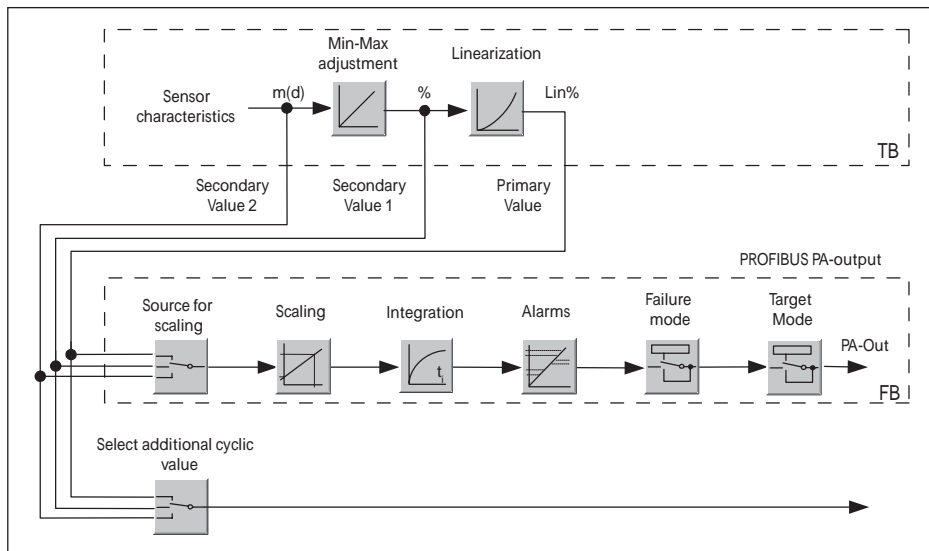 Min-Max
adjustment
Linearization
Sensor
characteristics
m(d)
%
Lin%
TB
Secondary
Value 2
Secondary
Value 1
Primary
Value
PROFIBUS PA-output
Source for
scaling
Scaling
Integration
Alarms
Failure
mode
Target
Mode
t i
PA-Out
FB
Select additional cyclic
value